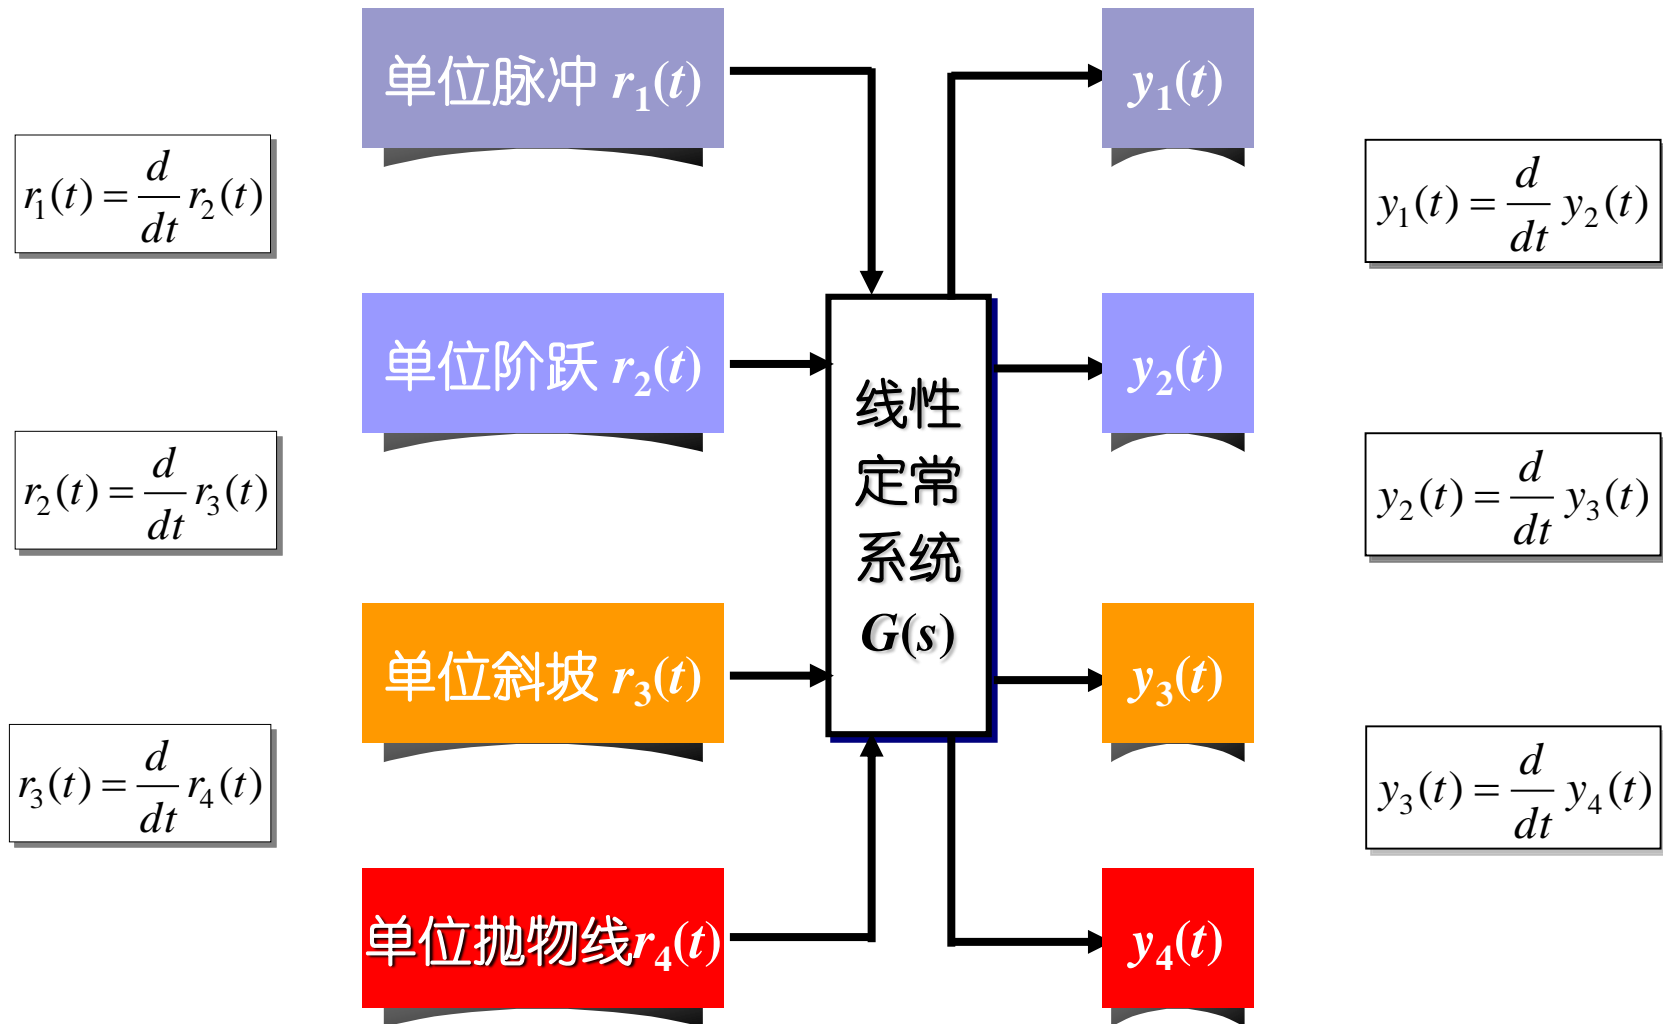 单位脉冲 r₁(t)
y₁(t)
r₁(t) = d/dt r₂(t)
y₁(t) = d/dt y₂(t)
单位阶跃 r₂(t)
y₂(t)
线性
定常
系统
G(s)
r₂(t) = d/dt r₃(t)
y₂(t) = d/dt y₃(t)
单位斜坡 r₃(t)
y₃(t)
r₃(t) = d/dt r₄(t)
y₃(t) = d/dt y₄(t)
单位抛物线r₄(t)
y₄(t)